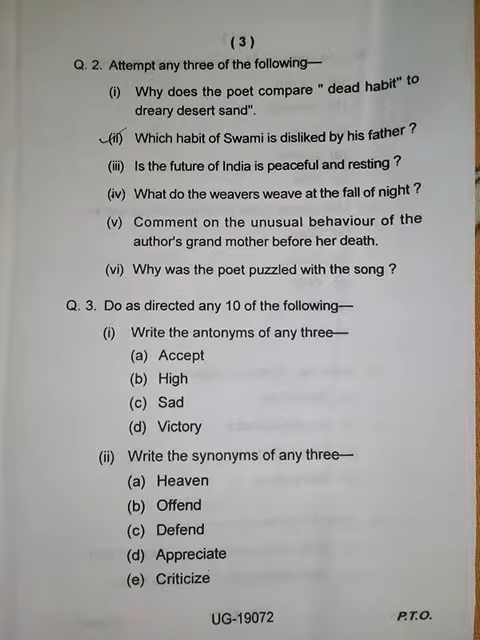 (3)
Q. 2. Attempt any three of the following—
(i) Why does the poet compare " dead habit" to
dreary desert sand".
(ii) Which habit of Swami is disliked by his father ?
(iii) Is the future of India is peaceful and resting ?
(iv) What do the weavers weave at the fall of night ?
(v) Comment on the unusual behaviour of the
author's grand mother before her death.
(vi) Why was the poet puzzled with the song ?
Q. 3. Do as directed any 10 of the following—
(i) Write the antonyms of any three—
(a) Accept
(b) High
(c) Sad
(d) Victory
(ii) Write the synonyms of any three—
(a) Heaven
(b) Offend
(c) Defend
(d) Appreciate
(e) Criticize
UG-19072 P.T.O.